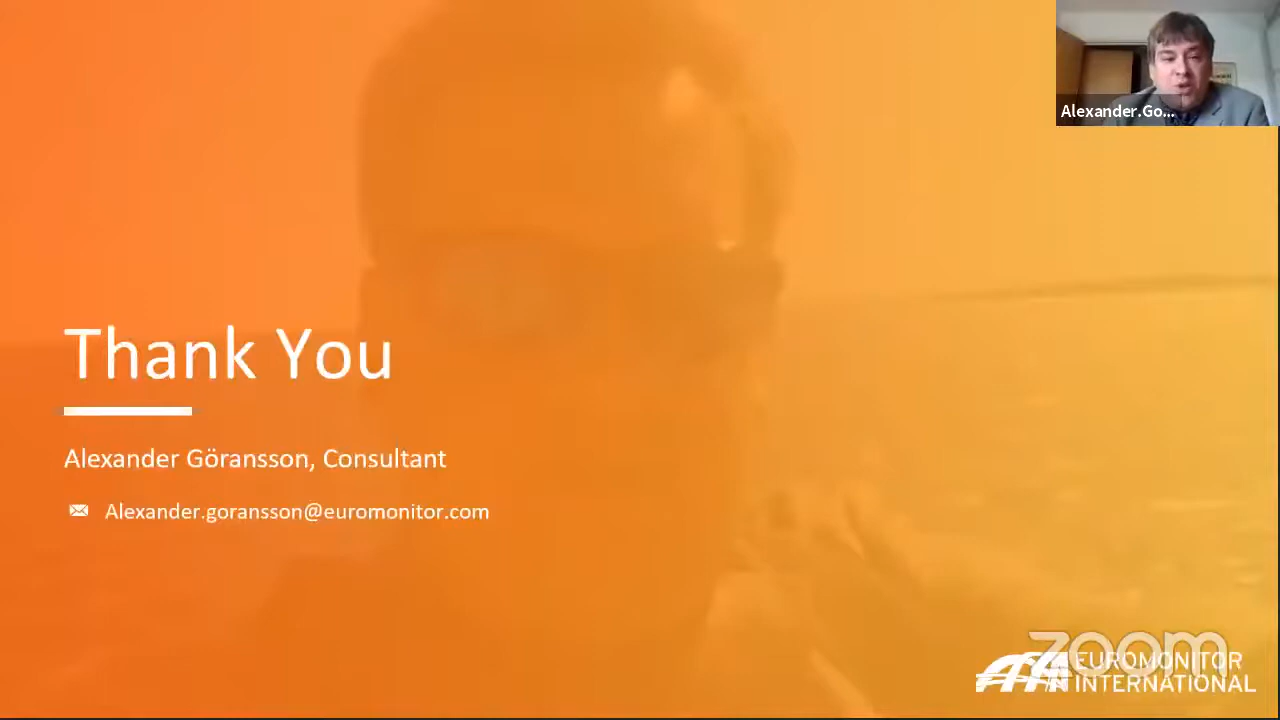 Alexander.Go...
Thank You
Alexander Göransson, Consultant
Alexander.goransson@euromonitor.com
zoom
EUROMONITOR
INTERNATIONAL